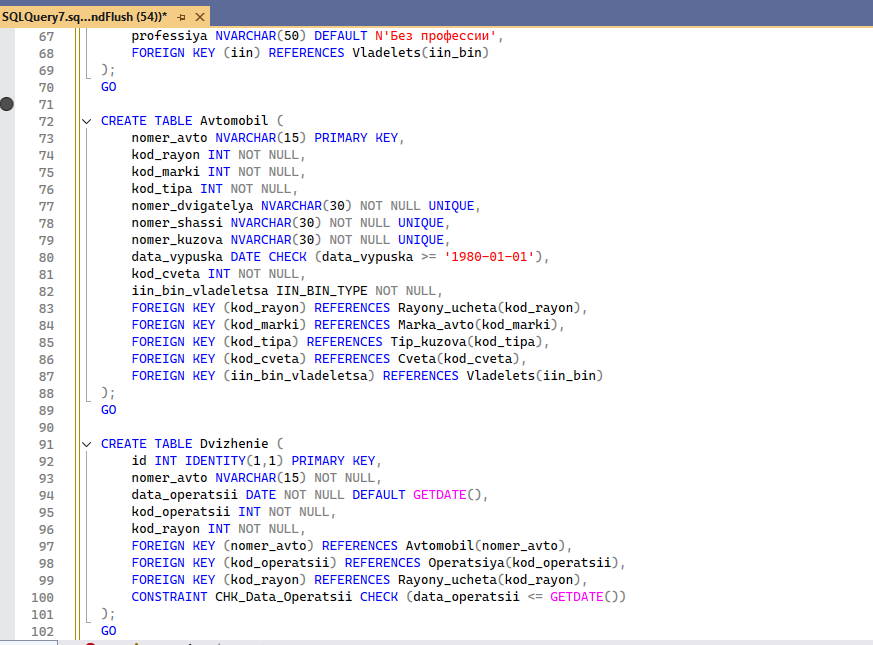 SQLQuery7.sq...ndFlush (54))*
67 professiya NVARCHAR(50) DEFAULT N'Без профессии',
68 FOREIGN KEY (iin) REFERENCES Vladelets(iin_bin)
69 );
70 GO
71
72 CREATE TABLE Avtomobil (
73 nomer_avto NVARCHAR(15) PRIMARY KEY,
74 kod_rayon INT NOT NULL,
75 kod_marki INT NOT NULL,
76 kod_tipa INT NOT NULL,
77 nomer_dvigatelya NVARCHAR(30) NOT NULL UNIQUE,
78 nomer_shassi NVARCHAR(30) NOT NULL UNIQUE,
79 nomer_kuzova NVARCHAR(30) NOT NULL UNIQUE,
80 data_vypuska DATE CHECK (data_vypuska >= '1980-01-01'),
81 kod_cveta INT NOT NULL,
82 iin_bin_vladeletsa IIN_BIN_TYPE NOT NULL,
83 FOREIGN KEY (kod_rayon) REFERENCES Rayony_ucheta(kod_rayon),
84 FOREIGN KEY (kod_marki) REFERENCES Marka_avto(kod_marki),
85 FOREIGN KEY (kod_tipa) REFERENCES Tip_kuzova(kod_tipa),
86 FOREIGN KEY (kod_cveta) REFERENCES Cveta(kod_cveta),
87 FOREIGN KEY (iin_bin_vladeletsa) REFERENCES Vladelets(iin_bin)
88 );
89 GO
90
91 CREATE TABLE Dvizhenie (
92 id INT IDENTITY(1,1) PRIMARY KEY,
93 nomer_avto NVARCHAR(15) NOT NULL,
94 data_operatsii DATE NOT NULL DEFAULT GETDATE(),
95 kod_operatsii INT NOT NULL,
96 kod_rayon INT NOT NULL,
97 FOREIGN KEY (nomer_avto) REFERENCES Avtomobil(nomer_avto),
98 FOREIGN KEY (kod_operatsii) REFERENCES Operatsiya(kod_operatsii),
99 FOREIGN KEY (kod_rayon) REFERENCES Rayony_ucheta(kod_rayon),
100 CONSTRAINT CHK_Data_Operatsii CHECK (data_operatsii <= GETDATE())
101 );
102 GO